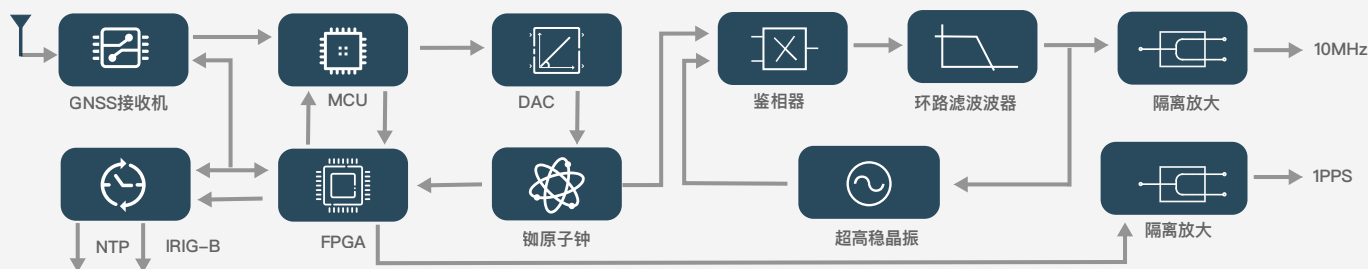 10MHz
GNSS接收机
MCU
DAC
鉴相器
环路滤波波器
隔离放大
1PPS
NTP
IRIG-B
FPGA
铷原子钟
超高稳晶振
隔离放大